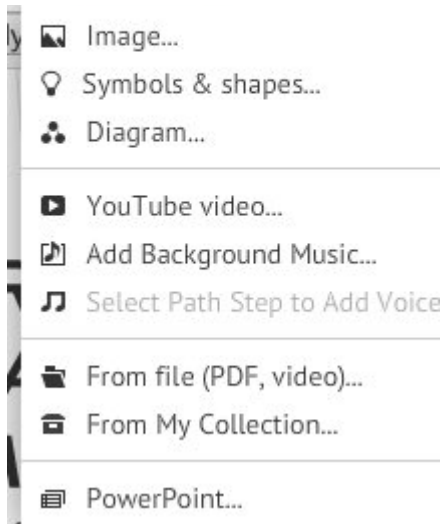 Image...
Symbols & shapes...
Diagram...
YouTube video...
Add Background Music...
Select Path Step to Add Voice
From file (PDF, video)...
From My Collection...
PowerPoint...